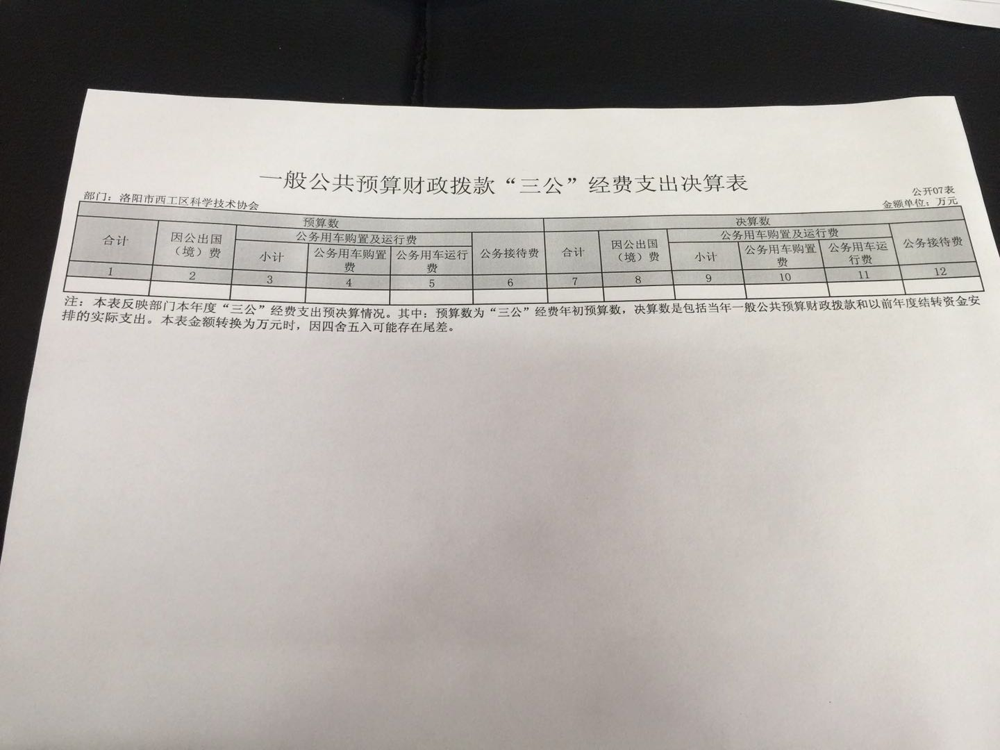 一般公共预算财政拨款“三公”经费支出决算表
公开07表
部门：洛阳市西工区科学技术协会
金额单位：万元
预算数
决算数
合计
因公出国
（境）费
公务用车购置及运行费
小计
公务用车购置
费
公务用车运行
费
公务接待费
合计
因公出国
（境）费
公务用车购置及运行费
小计
公务用车购置
费
公务用车运
行费
公务接待费
1 2 3 4 5 6 7 8 9 10 11 12
注：本表反映部门本年度“三公”经费支出预决算情况。其中：预算数为“三公”经费年初预算数，决算数是包括当年一般公共预算财政拨款和以前年度结转资金安
排的实际支出。本表金额转换为万元时，因四舍五入可能存在尾差。